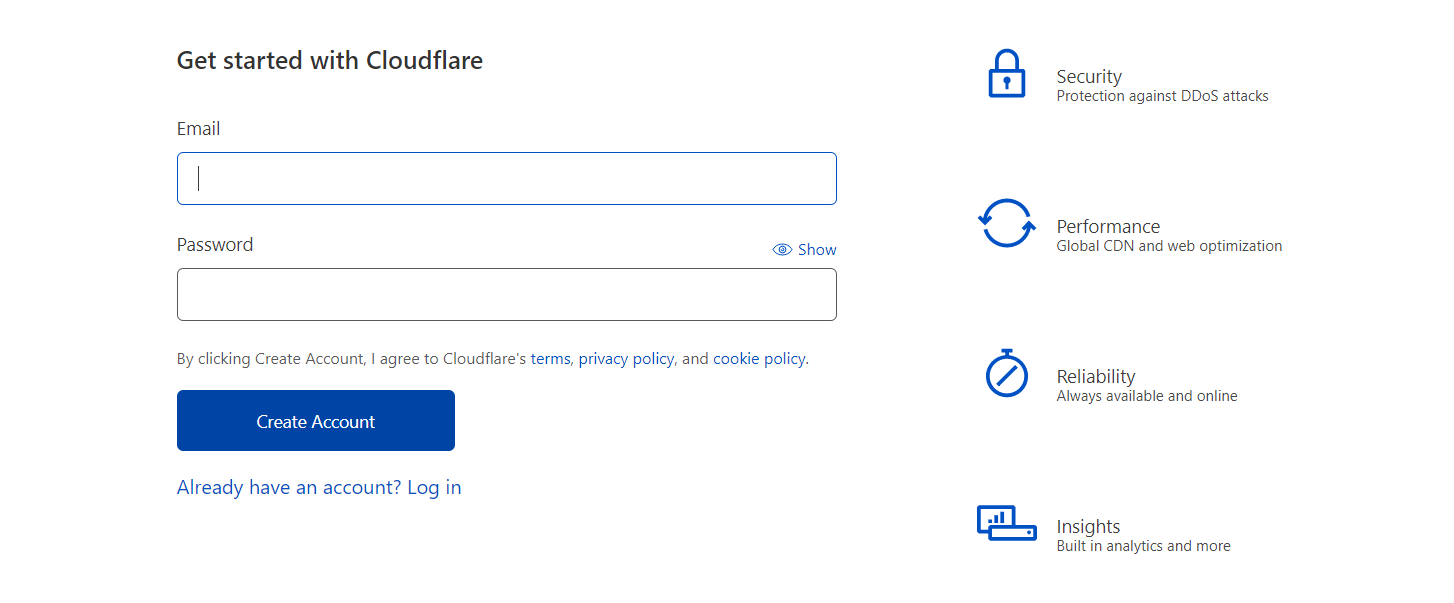 Get started with Cloudflare
Email
Password
Show
By clicking Create Account, I agree to Cloudflare's terms, privacy policy, and cookie policy.
Create Account
Already have an account? Log in
Security
Protection against DDoS attacks
Performance
Global CDN and web optimization
Reliability
Always available and online
Insights
Built in analytics and more